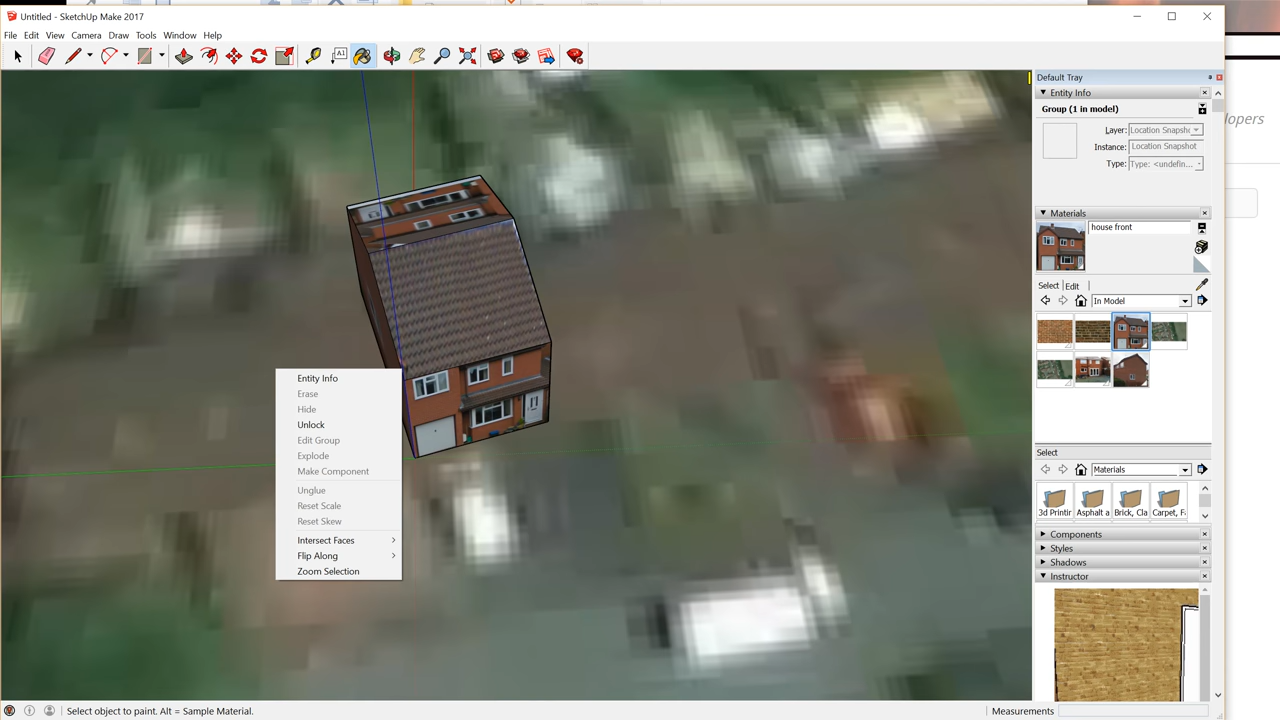 Untitled - SketchUp Make 2017
File Edit View Camera Draw Tools Window Help
A1
Default Tray
Entity Info
Group (1 in model)
Layer: Location Snapsho
Instance: Location Snapshot
Type: Type: <undefin...
Materials
house front
Select Edit
In Model
Select
Materials
3d Printir Asphalt a Brick, Cla Carpet, F
Components
Styles
Shadows
Instructor
Entity Info
Erase
Hide
Unlock
Edit Group
Explode
Make Component
Unglue
Reset Scale
Reset Skew
Intersect Faces
Flip Along
Zoom Selection
Select object to paint. Alt = Sample Material.
Measurements
lopers